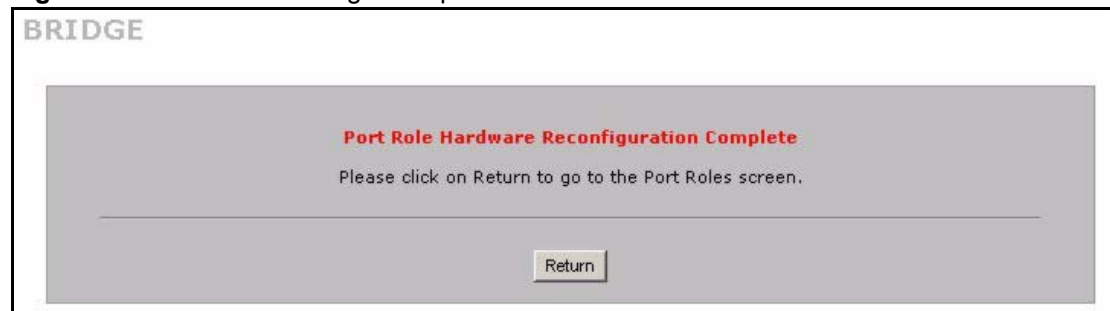 BRIDGE
Port Role Hardware Reconfiguration Complete
Please click on Return to go to the Port Roles screen.
Return